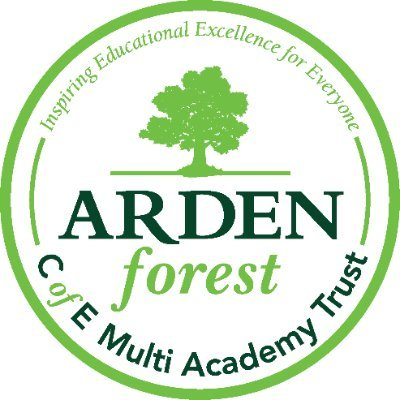 Inspiring Educational Excellence for Everyone
ARDEN
forest
C of E Multi Academy Trust